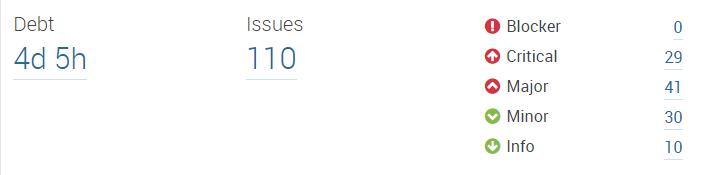 Debt
4d 5h
Issues
110
Blocker 0
Critical 29
Major 41
Minor 30
Info 10